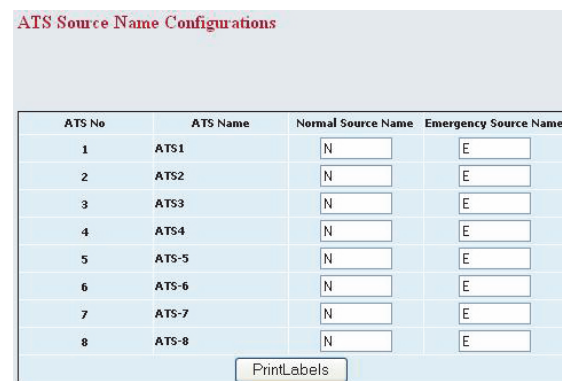 ATS Source Name Configurations
ATS No ATS Name Normal Source Name Emergency Source Name
1 ATS1 N E
2 ATS2 N E
3 ATS3 N E
4 ATS4 N E
5 ATS-5 N E
6 ATS-6 N E
7 ATS-7 N E
8 ATS-8 N E
PrintLabels